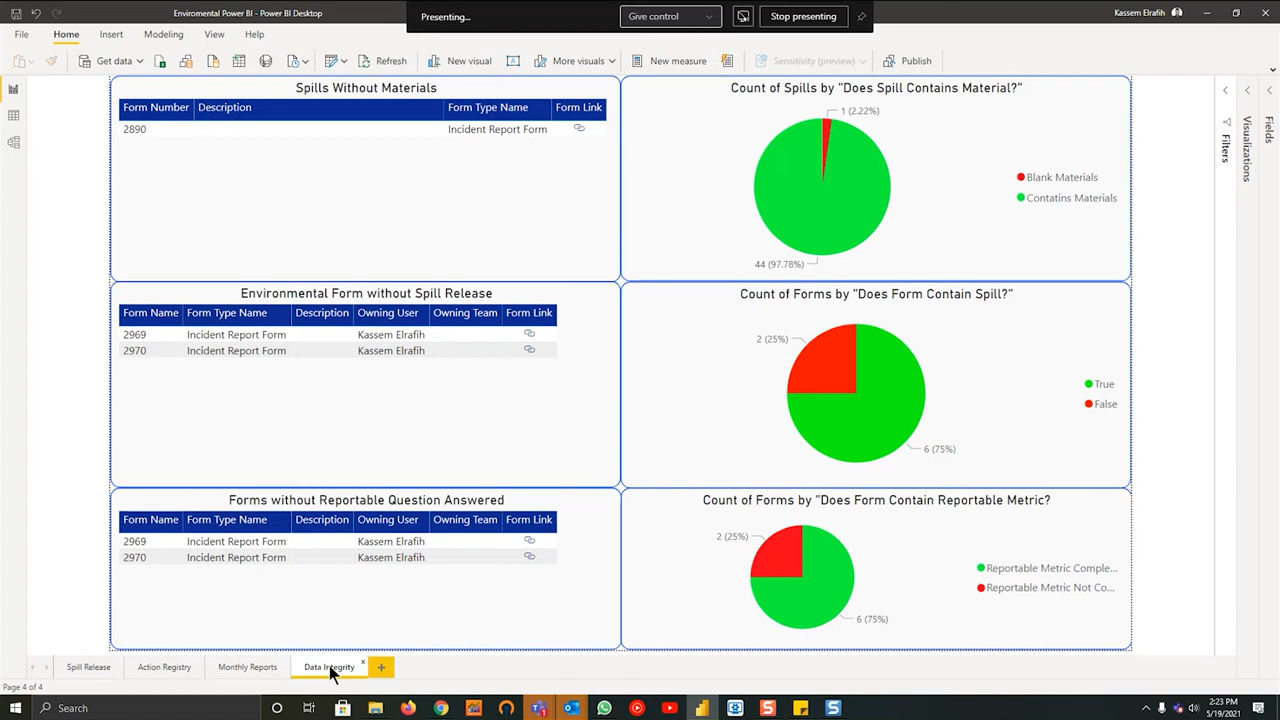 Enviromental Power BI - Power BI Desktop
Presenting...
Give control
Stop presenting
Kassem Elrafih
File
Home
Insert
Modeling
View
Help
Get data
Refresh
New visual
More visuals
New measure
Sensitivity (preview)
Publish
Spills Without Materials
Form Number Description Form Type Name Form Link
2890 Incident Report Form
Count of Spills by "Does Spill Contains Material?"
1 (2.22%)
44 (97.78%)
Blank Materials
Contatins Materials
Environmental Form without Spill Release
Form Name Form Type Name Description Owning User Owning Team Form Link
2969 Incident Report Form Kassem Elrafih
2970 Incident Report Form Kassem Elrafih
Count of Forms by "Does Form Contain Spill?"
2 (25%)
6 (75%)
True
False
Forms without Reportable Question Answered
Form Name Form Type Name Description Owning User Owning Team Form Link
2969 Incident Report Form Kassem Elrafih
2970 Incident Report Form Kassem Elrafih
Count of Forms by "Does Form Contain Reportable Metric?
2 (25%)
6 (75%)
Reportable Metric Comple...
Reportable Metric Not Co...
Filters
Visualizations
Fields
Spill Release
Action Registry
Monthly Reports
Data Integrity
Page 4 of 4
Search
2:23 PM
5/19/2021